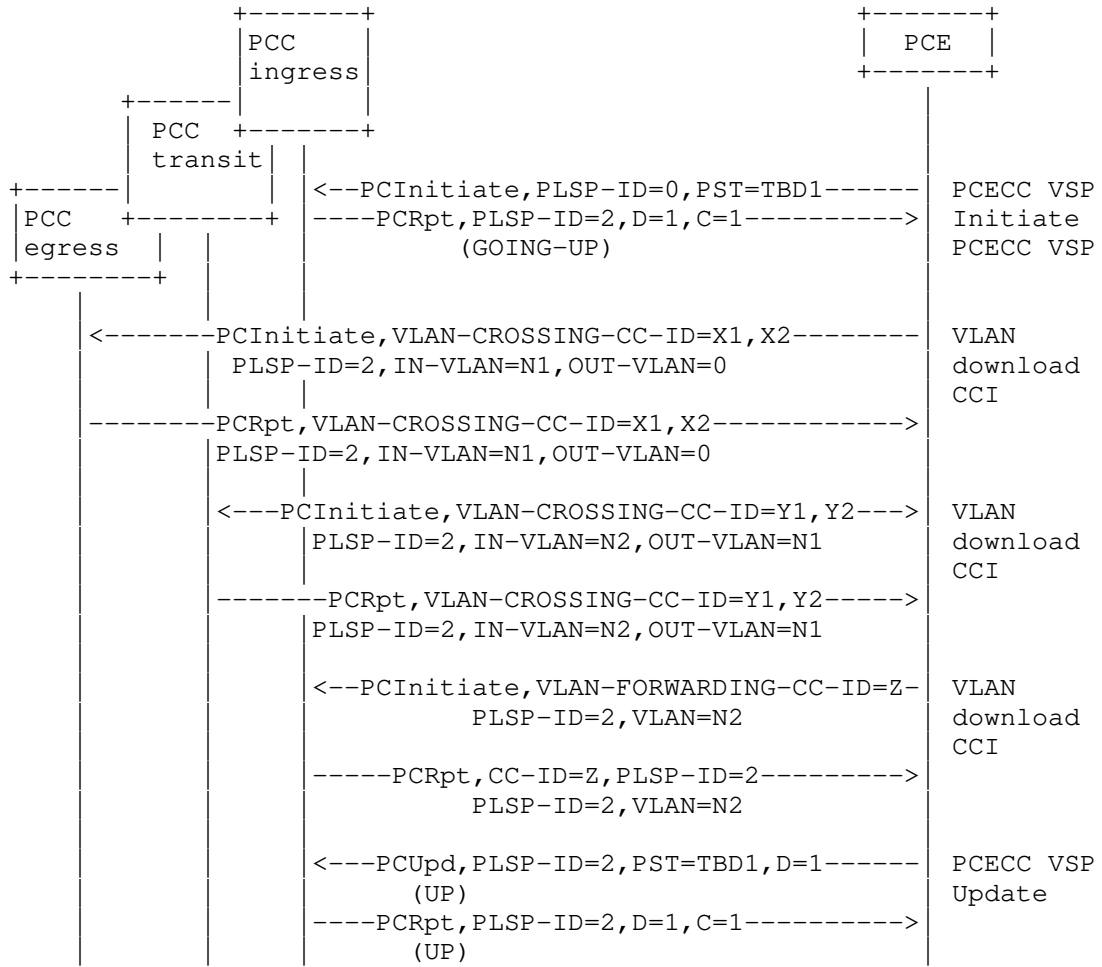 PCC
ingress
PCE
PCC
transit
<--PCInitiate,PLSP-ID=0,PST=TBD1------ PCECC VSP
PCC ----PCRpt,PLSP-ID=2,D=1,C=1----------> Initiate
egress (GOING-UP) PCECC VSP
<-------PCInitiate,VLAN-CROSSING-CC-ID=X1,X2-------- VLAN
PLSP-ID=2,IN-VLAN=N1,OUT-VLAN=0 download
CCI
--------PCRpt,VLAN-CROSSING-CC-ID=X1,X2------------>
PLSP-ID=2,IN-VLAN=N1,OUT-VLAN=0
<---PCInitiate,VLAN-CROSSING-CC-ID=Y1,Y2---> VLAN
PLSP-ID=2,IN-VLAN=N2,OUT-VLAN=N1 download
CCI
-------PCRpt,VLAN-CROSSING-CC-ID=Y1,Y2----->
PLSP-ID=2,IN-VLAN=N2,OUT-VLAN=N1
<--PCInitiate,VLAN-FORWARDING-CC-ID=Z- VLAN
PLSP-ID=2,VLAN=N2 download
CCI
-----PCRpt,CC-ID=Z,PLSP-ID=2--------->
PLSP-ID=2,VLAN=N2
<---PCUpd,PLSP-ID=2,PST=TBD1,D=1------ PCECC VSP
(UP) Update
----PCRpt,PLSP-ID=2,D=1,C=1---------->
(UP)